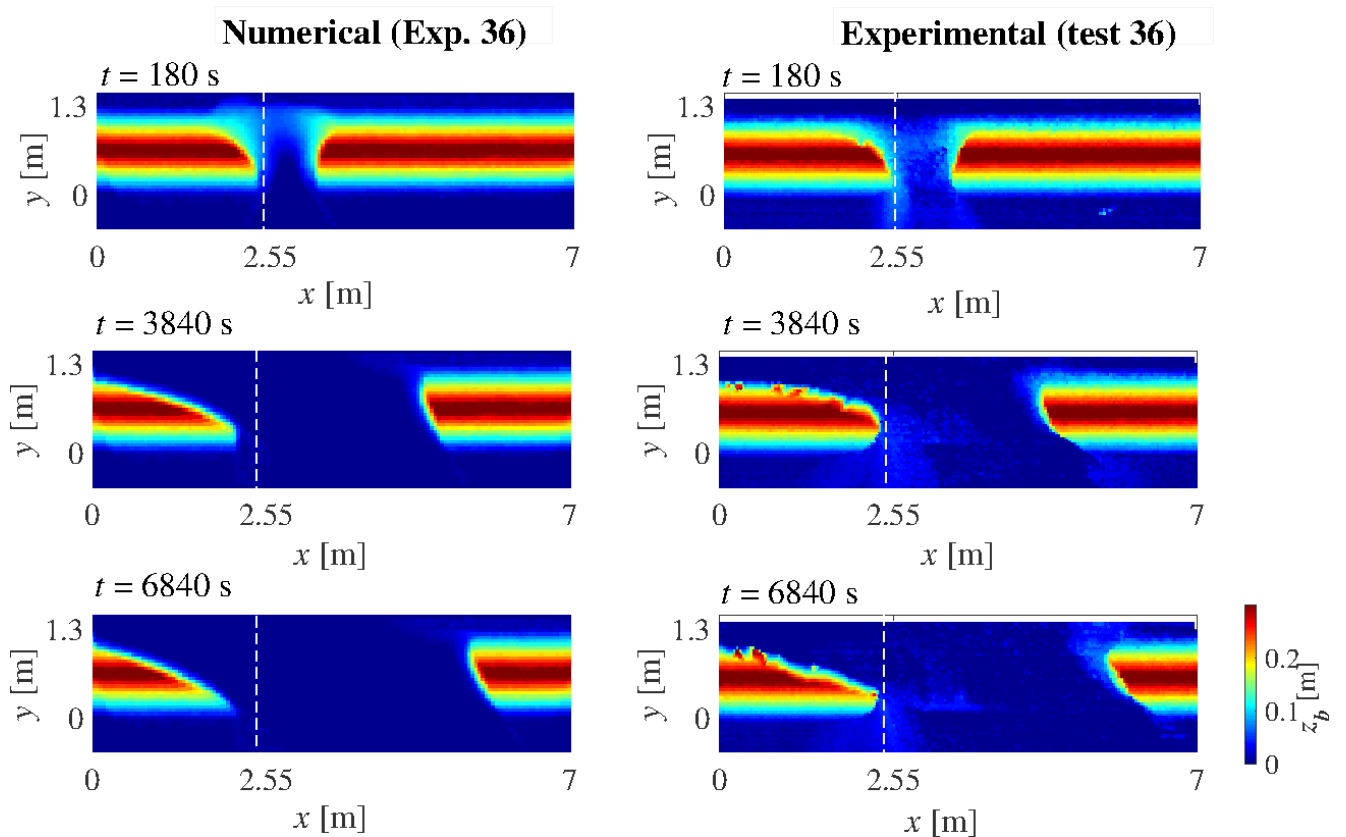 Numerical (Exp. 36)
Experimental (test 36)
t = 180 s
1.3
y [m]
0
0
2.55
7
x [m]
t = 180 s
1.3
y [m]
0
0
2.55
7
x [m]
t = 3840 s
1.3
y [m]
0
0
2.55
7
x [m]
t = 3840 s
1.3
y [m]
0
0
2.55
7
x [m]
t = 6840 s
1.3
y [m]
0
0
2.55
7
x [m]
t = 6840 s
1.3
y [m]
0
0
2.55
7
x [m]
0.2
0.1
0
z_b [m]